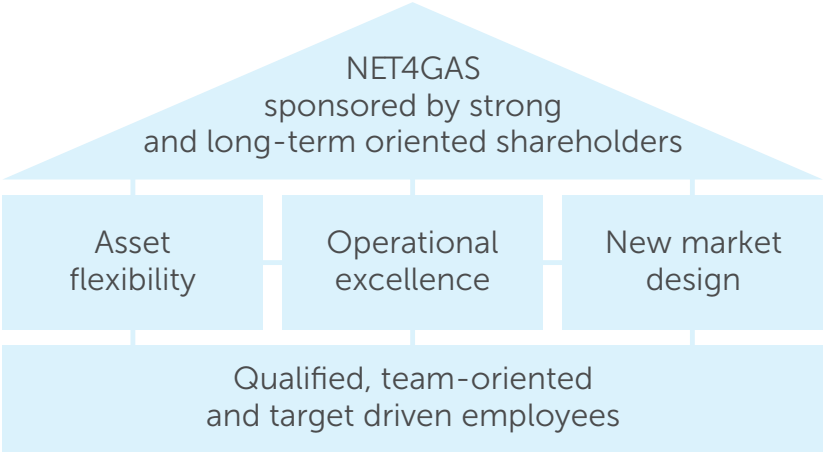 NET4GAS
sponsored by strong
and long-term oriented shareholders
Asset
flexibility
Operational
excellence
New market
design
Qualified, team-oriented
and target driven employees